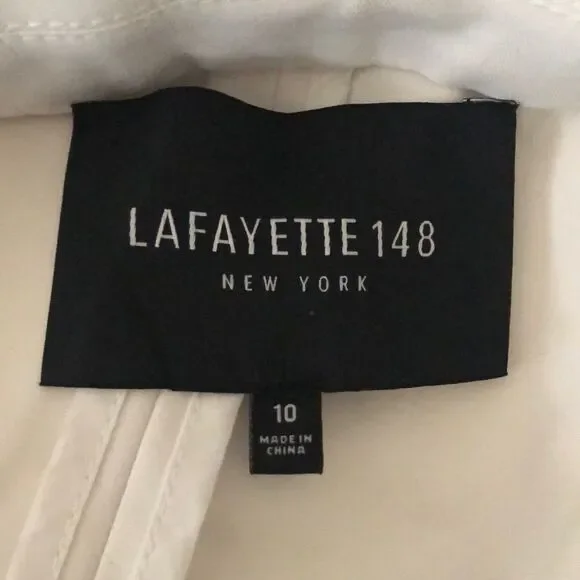 LAFAYETTE 148
NEW YORK
10
MADE IN
CHINA